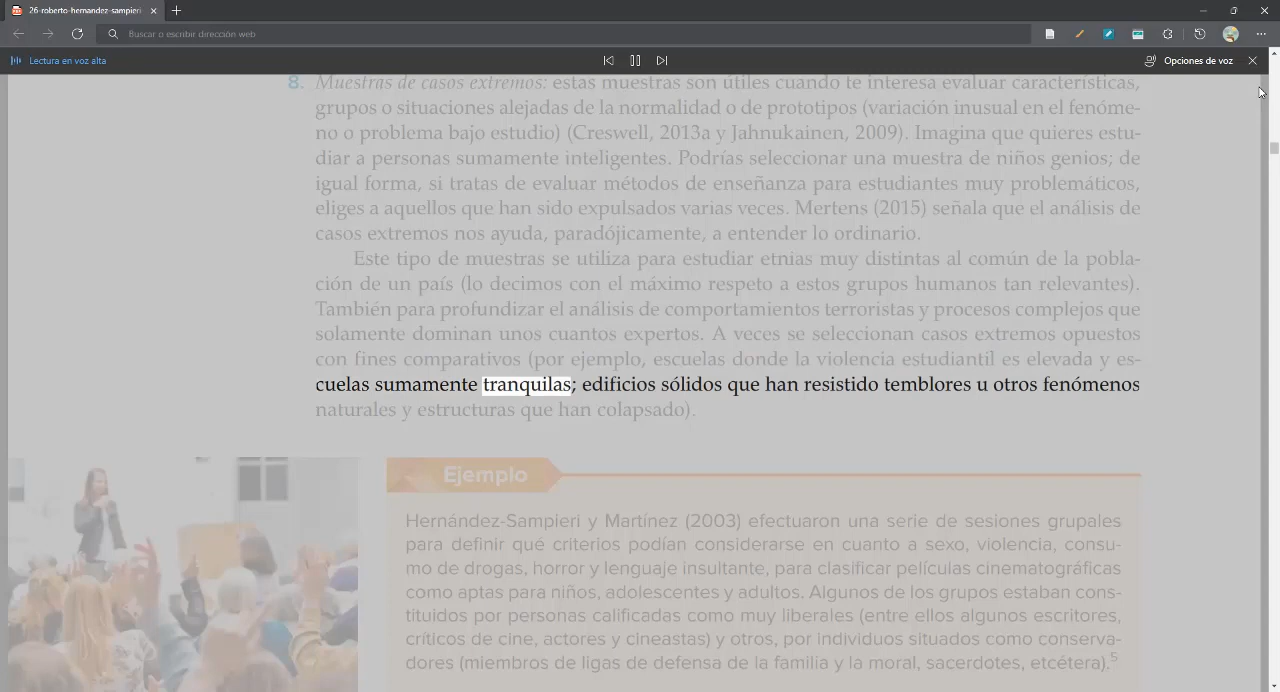 26-roberto-hernandez-sampieri
Buscar o escribir dirección web
Lectura en voz alta
Opciones de voz
8. Muestras de casos extremos: estas muestras son útiles cuando te interesa evaluar características,
grupos o situaciones alejadas de la normalidad o de prototipos (variación inusual en el fenóme-
no o problema bajo estudio) (Creswell, 2013a y Jahnukainen, 2009). Imagina que quieres estu-
diar a personas sumamente inteligentes. Podrías seleccionar una muestra de niños genios; de
igual forma, si tratas de evaluar métodos de enseñanza para estudiantes muy problemáticos,
eliges a aquellos que han sido expulsados varias veces. Mertens (2015) señala que el análisis de
casos extremos nos ayuda, paradójicamente, a entender lo ordinario.
Este tipo de muestras se utiliza para estudiar etnias muy distintas al común de la pobla-
ción de un país (lo decimos con el máximo respeto a estos grupos humanos tan relevantes).
También para profundizar el análisis de comportamientos terroristas y procesos complejos que
solamente dominan unos cuantos expertos. A veces se seleccionan casos extremos opuestos
con fines comparativos (por ejemplo, escuelas donde la violencia estudiantil es elevada y es-
cuelas sumamente tranquilas; edificios sólidos que han resistido temblores u otros fenómenos
naturales y estructuras que han colapsado).
Ejemplo
Hernández-Sampieri y Martínez (2003) efectuaron una serie de sesiones grupales
para definir qué criterios podían considerarse en cuanto a sexo, violencia, consu-
mo de drogas, horror y lenguaje insultante, para clasificar películas cinematográficas
como aptas para niños, adolescentes y adultos. Algunos de los grupos estaban cons-
tituidos por personas calificadas como muy liberales (entre ellos algunos escritores,
críticos de cine, actores y cineastas) y otros, por individuos situados como conserva-
dores (miembros de ligas de defensa de la familia y la moral, sacerdotes, etcétera).5